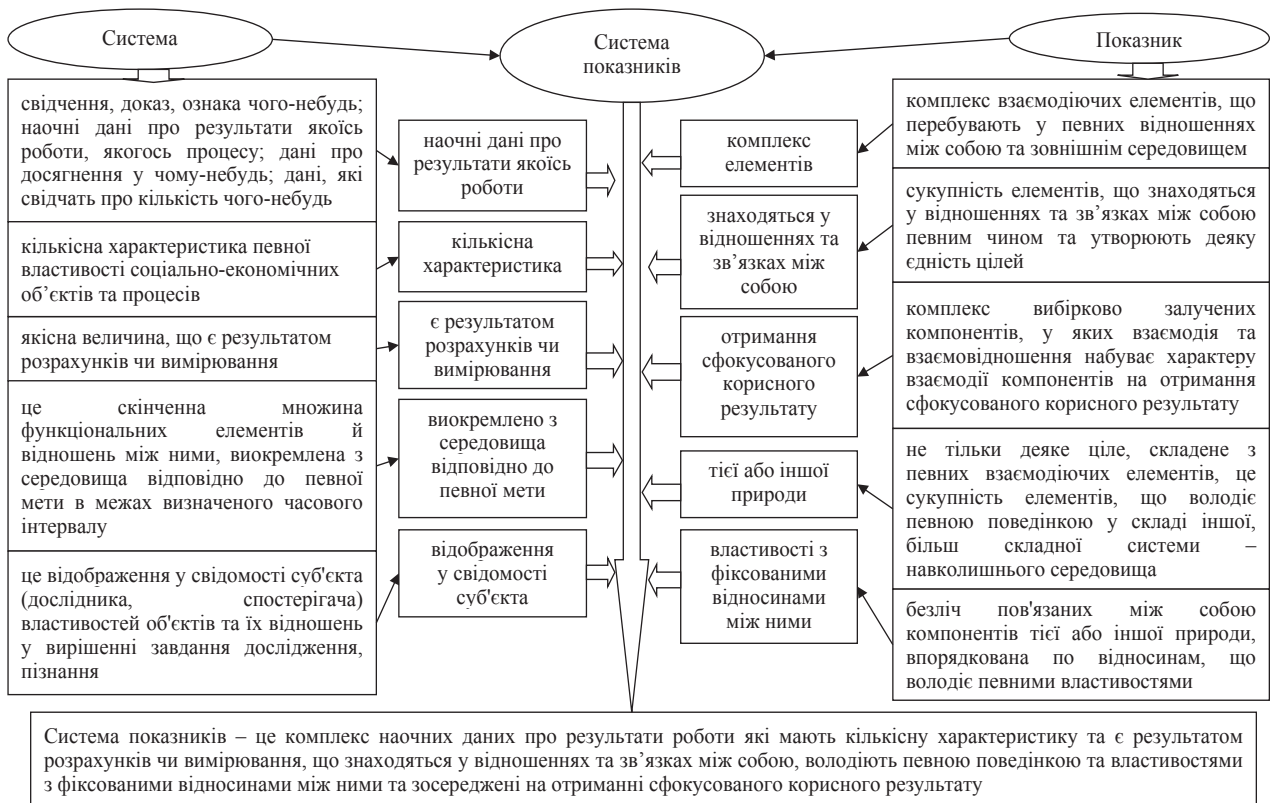 Система
Система
показників
Показник
свідчення, доказ, ознака чого-небудь;
наочні дані про результати якоїсь
роботи, якогось процесу; дані про
досягнення у чому-небудь; дані, які
свідчать про кількість чого-небудь
кількісна характеристика певної
властивості соціально-економічних
об’єктів та процесів
якісна величина, що є результатом
розрахунків чи вимірювання
це скінченна множина
функціональних елементів й
відношень між ними, виокремлена з
середовища відповідно до певної
мети в межах визначеного часового
інтервалу
це відображення у свідомості суб'єкта
(дослідника, спостерігача)
властивостей об'єктів та їх відношень
у вирішенні завдання дослідження,
пізнання
наочні дані про
результати якоїсь
роботи
кількісна
характеристика
є результатом
розрахунків чи
вимірювання
виокремлено з
середовища
відповідно до
певної мети
відображення
у свідомості
суб'єкта
комплекс
елементів
знаходяться у
відношеннях та
зв’язках між
собою
отримання
сфокусованого
корисного
результату
тієї або іншої
природи
властивості з
фіксованими
відносинами
між ними
комплекс взаємодіючих елементів, що
перебувають у певних відношеннях
між собою та зовнішнім середовищем
сукупність елементів, що знаходяться
у відношеннях та зв’язках між собою
певним чином та утворюють деяку
єдність цілей
комплекс вибірково залучених
компонентів, у яких взаємодія та
взаємовідношення набуває характеру
взаємодії компонентів на отримання
сфокусованого корисного результату
не тільки деяке ціле, складене з
певних взаємодіючих елементів, це
сукупність елементів, що володіє
певною поведінкою у складі іншої,
більш складної системи –
навколишнього середовища
безліч пов'язаних між собою
компонентів тієї або іншої природи,
впорядкована по відносинам, що
володіє певними властивостями
Система показників – це комплекс наочних даних про результати роботи які мають кількісну характеристику та є результатом
розрахунків чи вимірювання, що знаходяться у відношеннях та зв’язках між собою, володіють певною поведінкою та властивостями
з фіксованими відносинами між ними та зосереджені на отриманні сфокусованого корисного результату